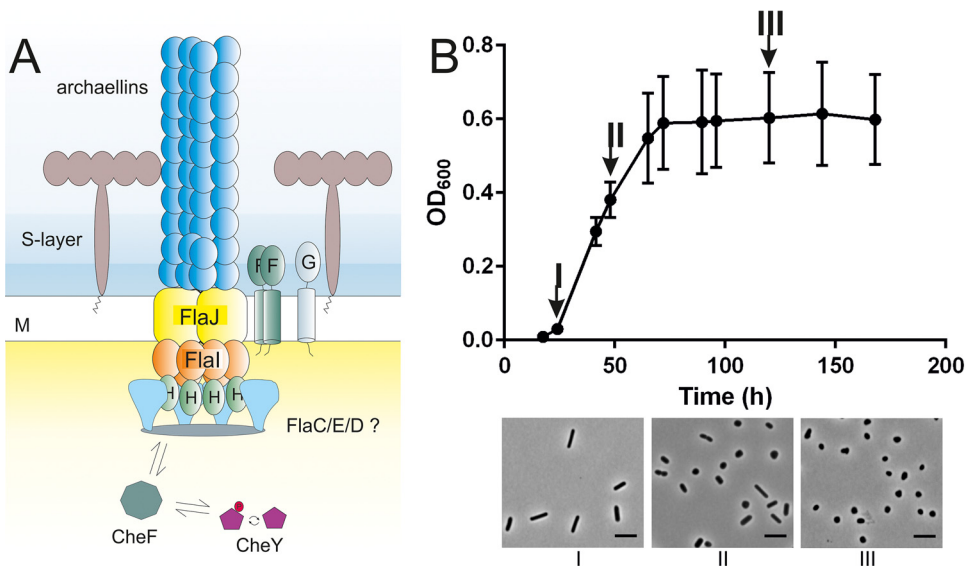 A
archaellins
S-layer
F F G
M
FlaJ
FlaI
H H H H
FlaC/E/D ?
CheF
CheY
B
OD600
0.8
0.6
0.4
0.2
0.0
I
II
III
0 50 100 150 200
Time (h)
I II III